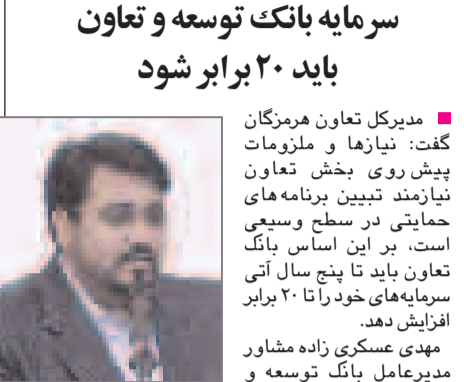 سرمایه بانک توسعه و تعاون
باید ۲۰ برابر شود
مدیرکل تعاون هرمزگان
گفت: نیازها و ملزومات
پیش روی بخش تعاون
نیازمند تبیین برنامه های
حمایتی در سطح وسیعی
است، بر این اساس بانک
تعاون باید تا پنج سال آتی
سرمایه‌های خود را تا ۲۰ برابر
افزایش دهد.
مهدی عسکری زاده مشاور
مدیرعامل بانک توسعه و